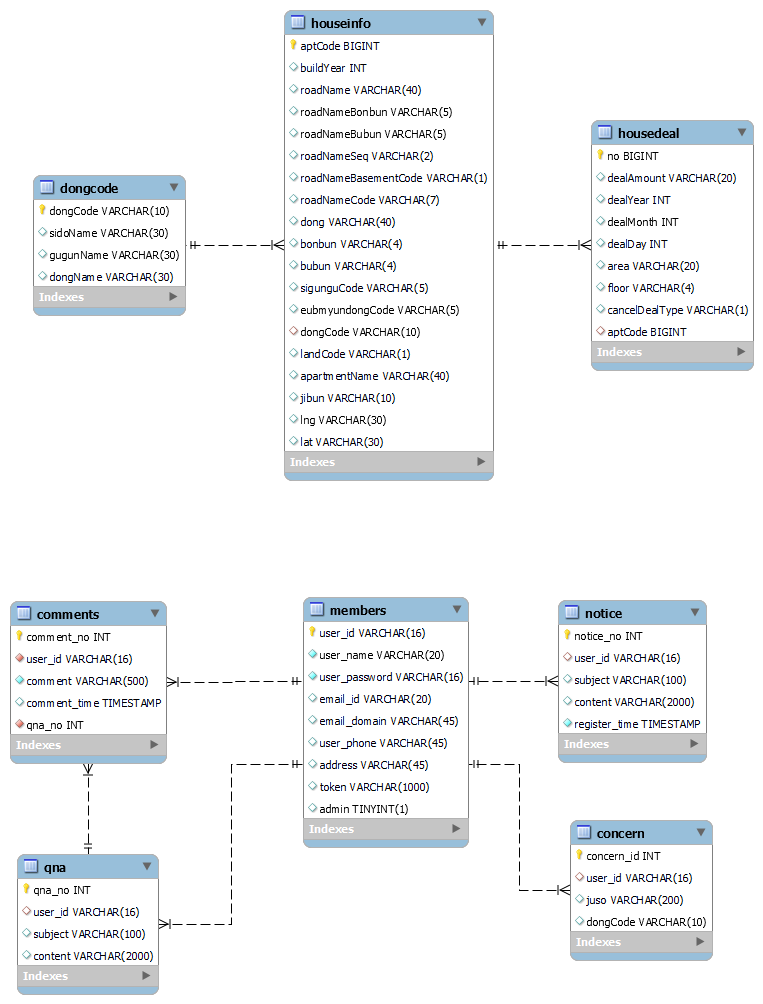 houseinfo
aptCode BIGINT
buildYear INT
roadName VARCHAR(40)
roadNameBonbun VARCHAR(5)
roadNameBubun VARCHAR(5)
roadNameSeq VARCHAR(2)
roadNameBasementCode VARCHAR(1)
roadNameCode VARCHAR(7)
dong VARCHAR(40)
bonbun VARCHAR(4)
bubun VARCHAR(4)
sigunguCode VARCHAR(5)
eubmyundongCode VARCHAR(5)
dongCode VARCHAR(10)
landCode VARCHAR(1)
apartmentName VARCHAR(40)
jibun VARCHAR(10)
lng VARCHAR(30)
lat VARCHAR(30)
Indexes
housedeal
no BIGINT
dealAmount VARCHAR(20)
dealYear INT
dealMonth INT
dealDay INT
area VARCHAR(20)
floor VARCHAR(4)
cancelDealType VARCHAR(1)
aptCode BIGINT
Indexes
dongcode
dongCode VARCHAR(10)
sidoName VARCHAR(30)
gugunName VARCHAR(30)
dongName VARCHAR(30)
Indexes
comments
comment_no INT
user_id VARCHAR(16)
comment VARCHAR(500)
comment_time TIMESTAMP
qna_no INT
Indexes
members
user_id VARCHAR(16)
user_name VARCHAR(20)
user_password VARCHAR(16)
email_id VARCHAR(20)
email_domain VARCHAR(45)
user_phone VARCHAR(45)
address VARCHAR(45)
token VARCHAR(1000)
admin TINYINT(1)
Indexes
notice
notice_no INT
user_id VARCHAR(16)
subject VARCHAR(100)
content VARCHAR(2000)
register_time TIMESTAMP
Indexes
qna
qna_no INT
user_id VARCHAR(16)
subject VARCHAR(100)
content VARCHAR(2000)
Indexes
concern
concern_id INT
user_id VARCHAR(16)
juso VARCHAR(200)
dongCode VARCHAR(10)
Indexes